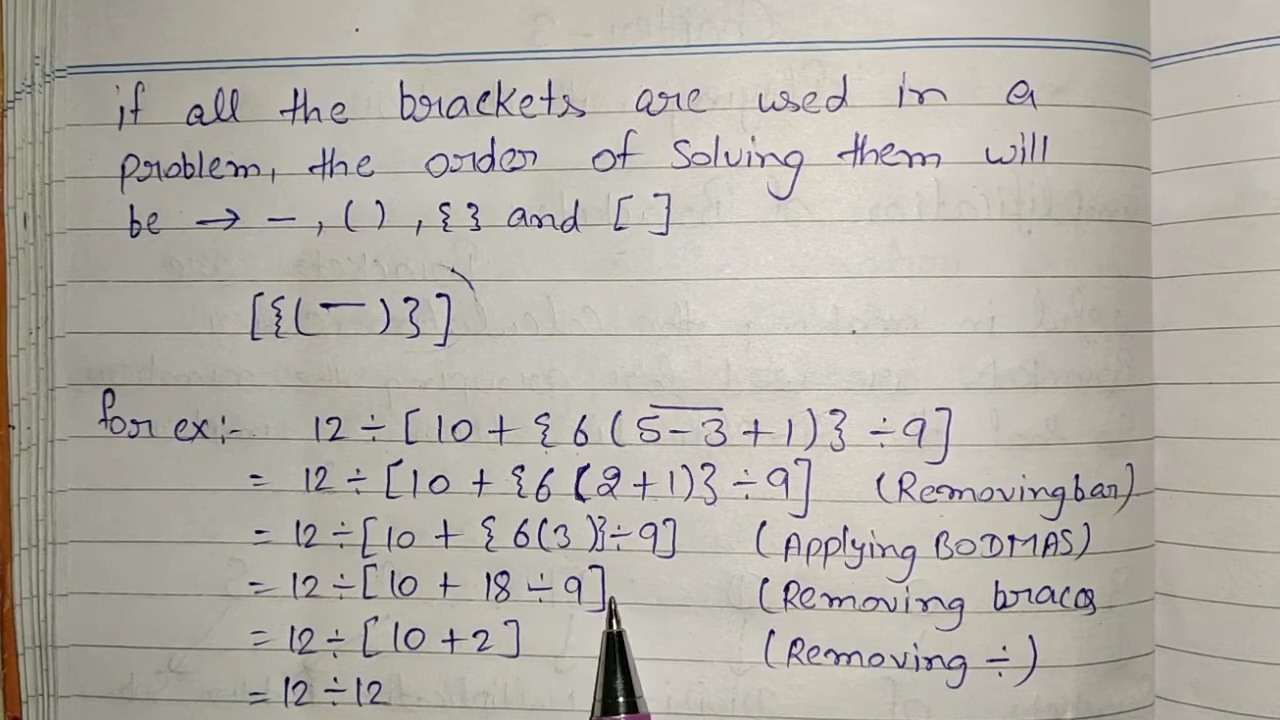 if all the brackets are used in a
problem, the order of solving them will
be → —, ( ), { } and [ ]
[{(—)}]
for ex:- 12 ÷ [10 + {6(5̅-̅3̅ + 1)} ÷ 9]
= 12 ÷ [10 + {6(2+1)} ÷ 9] (Removing bar)
= 12 ÷ [10 + {6(3)} ÷ 9] (Applying BODMAS)
= 12 ÷ [10 + 18 ÷ 9] (Removing braces
= 12 ÷ [10 + 2] (Removing ÷)
= 12 ÷ 12